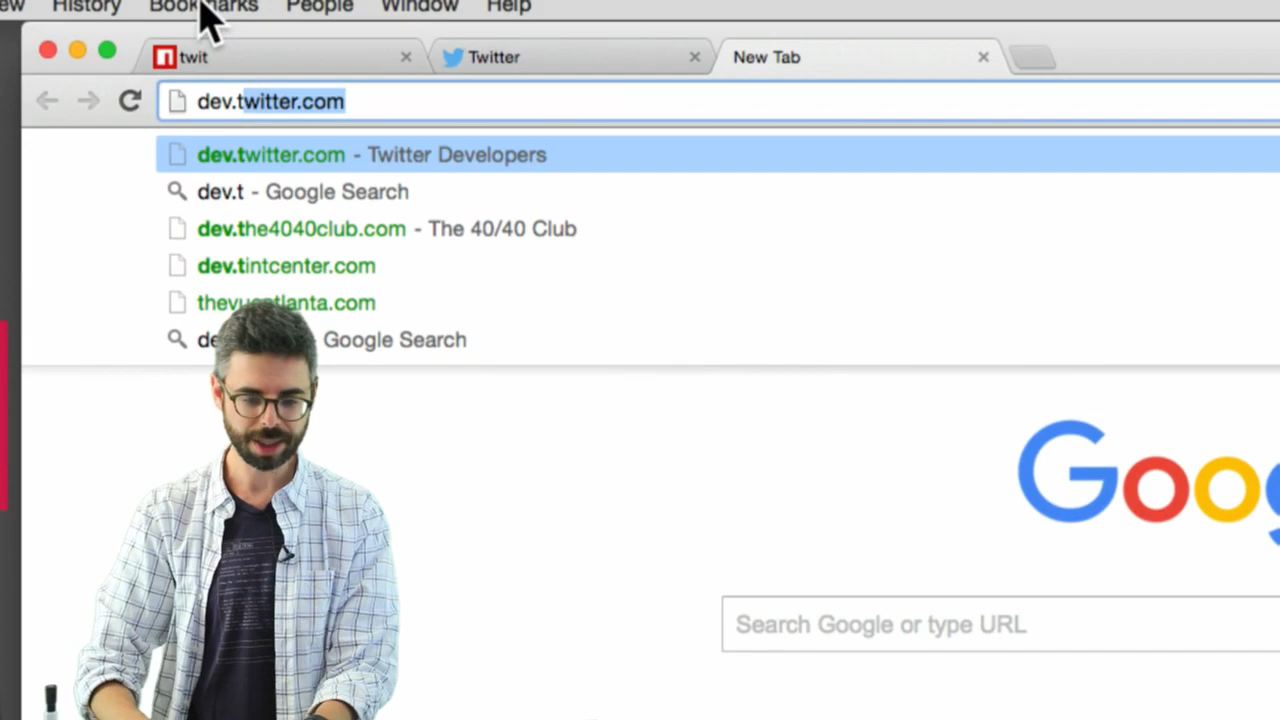 History Bookmarks People Window Help
twit
Twitter
New Tab
dev.twitter.com
dev.twitter.com - Twitter Developers
dev.t - Google Search
dev.the4040club.com - The 40/40 Club
dev.tintcenter.com
Google Search
Search Google or type URL